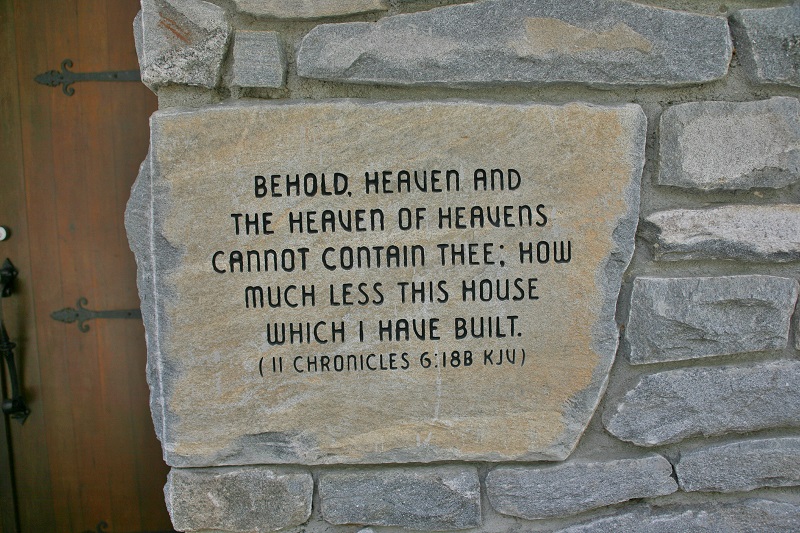 BEHOLD, HEAVEN AND
THE HEAVEN OF HEAVENS
CANNOT CONTAIN THEE; HOW
MUCH LESS THIS HOUSE
WHICH I HAVE BUILT.
(II CHRONICLES 6:18B KJV)